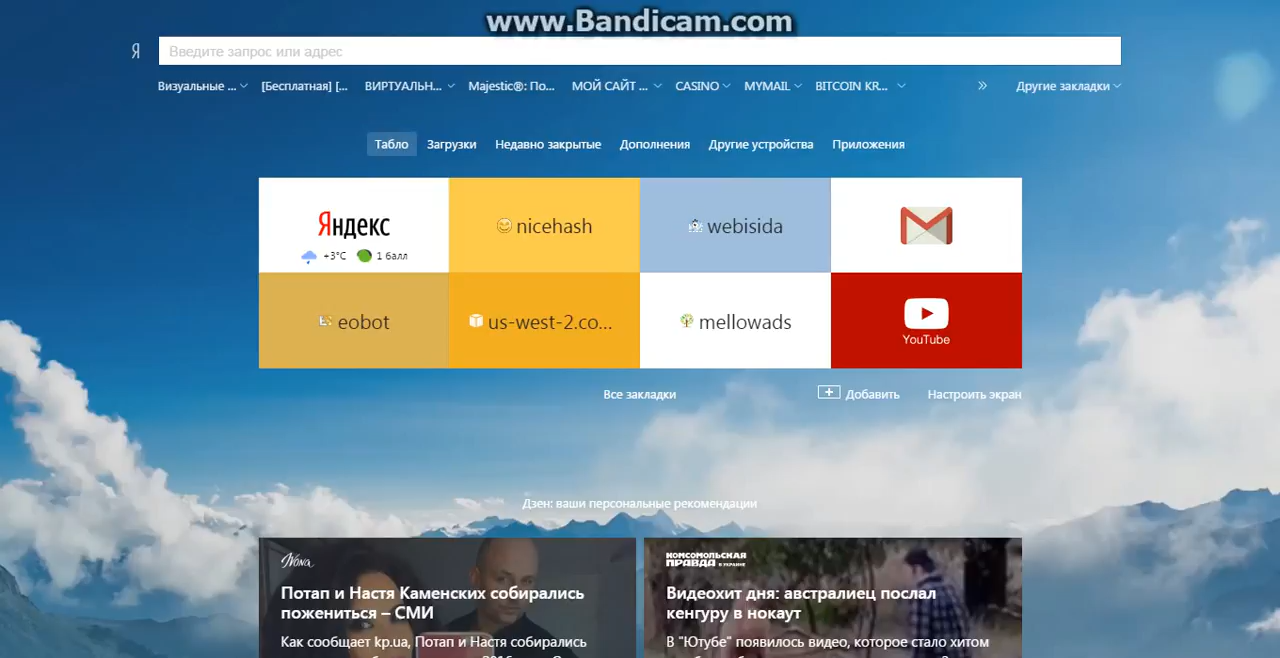 www.Bandicam.com
Я Введите запрос или адрес
Визуальные ... [Бесплатная] [... ВИРТУАЛЬН... Majestic®: По... МОЙ САЙТ ... CASINO MYMAIL BITCOIN KR... » Другие закладки
Табло Загрузки Недавно закрытые Дополнения Другие устройства Приложения
Яндекс
+3°C 1 балл
nicehash
webisida
eobot
us-west-2.co...
mellowads
YouTube
Все закладки Добавить Настроить экран
Дзен: ваши персональные рекомендации
Потап и Настя Каменских собирались
пожениться – СМИ
Как сообщает kp.ua, Потап и Настя собирались
КОМСОМОЛЬСКАЯ
ПРАВДА В УКРАИНЕ
Видеохит дня: австралиец послал
кенгуру в нокаут
В "Ютубе" появилось видео, которое стало хитом